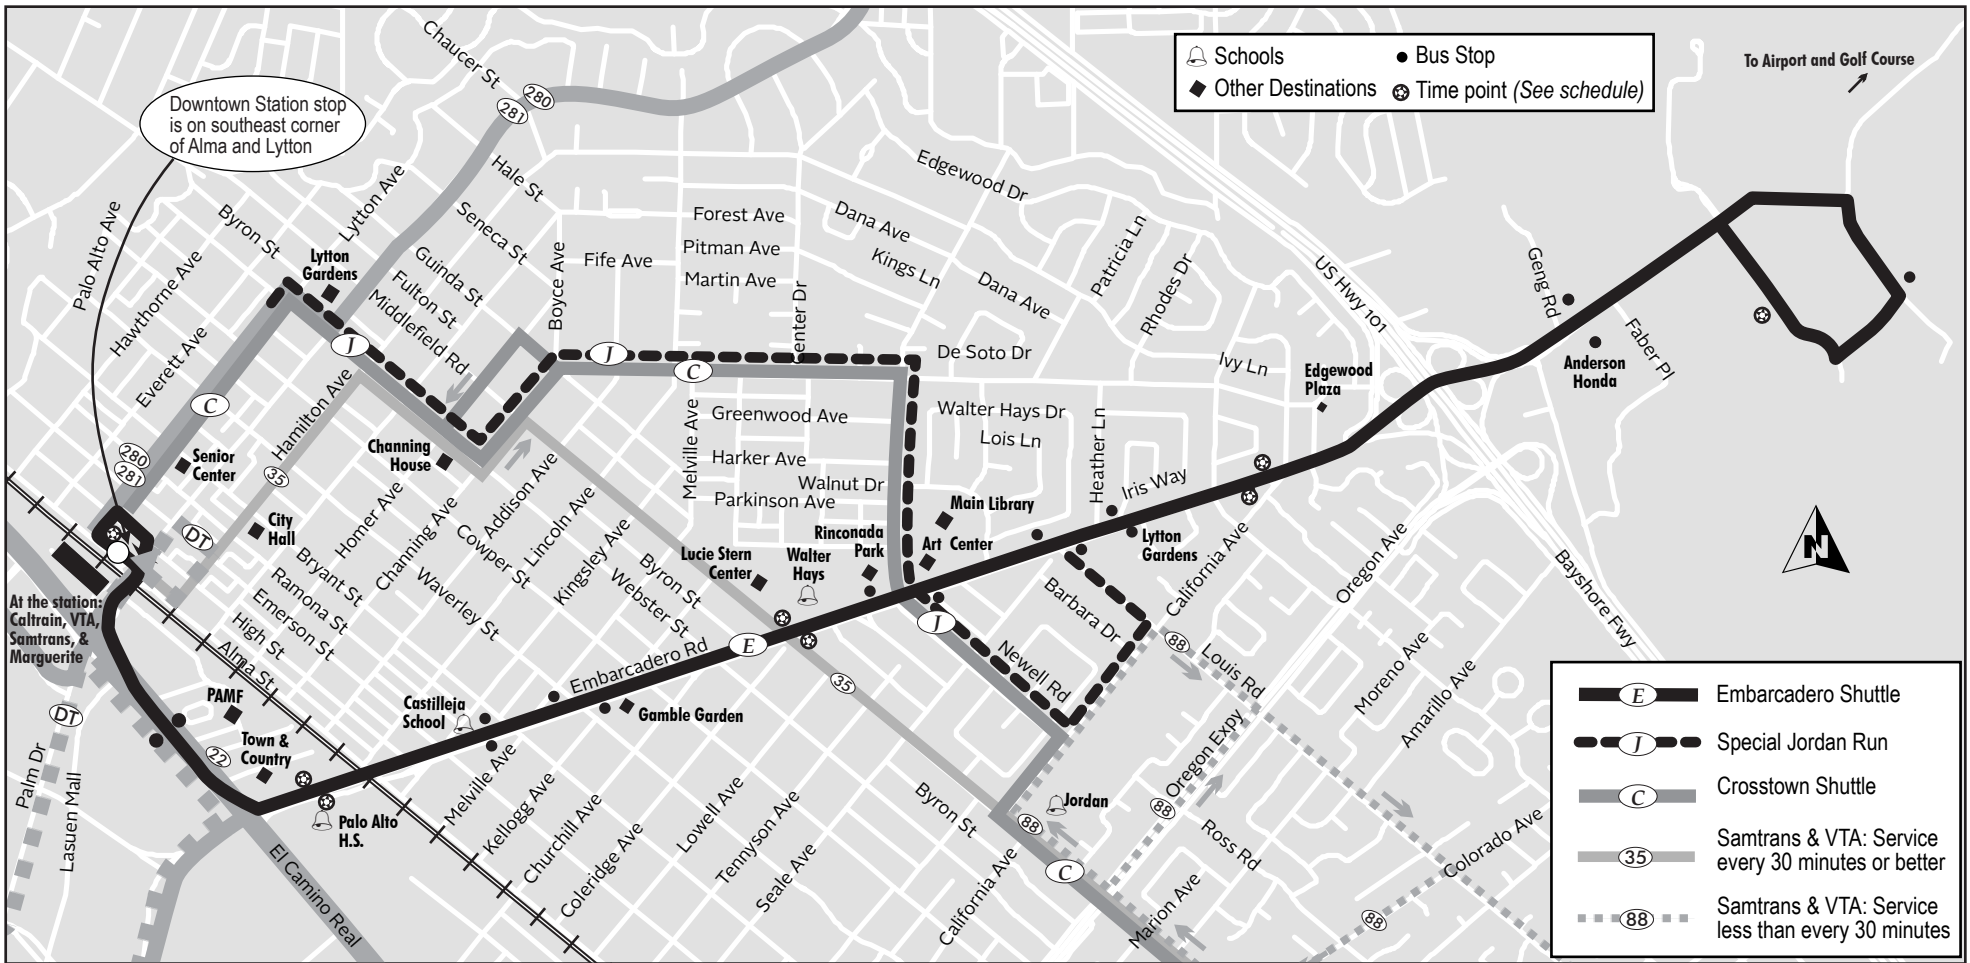 Chaucer St
280
281
Schools
Bus Stop
Other Destinations
Time point (See schedule)
To Airport and Golf Course
Downtown Station stop
is on southeast corner
of Alma and Lytton
Palo Alto Ave
Hawthorne Ave
Everett Ave
Byron St
Lytton Ave
Lytton
Gardens
Hale St
Seneca St
Guinda St
Fulton St
Middlefield Rd
Boyce Ave
Fife Ave
Forest Ave
Pitman Ave
Martin Ave
Center Dr
Dana Ave
Kings Ln
Dana Ave
Edgewood Dr
Patricia Ln
Rhodes Dr
De Soto Dr
Ivy Ln
US Hwy 101
Geng Rd
Faber Pl
Anderson
Honda
Edgewood
Plaza
J
J
C
C
Hamilton Ave
280
281
Senior
Center
35
DT
City
Hall
Channing
House
Homer Ave
Channing Ave
Addison Ave
Lincoln Ave
Kingsley Ave
Melville Ave
Greenwood Ave
Harker Ave
Walnut Dr
Parkinson Ave
Walter Hays Dr
Lois Ln
Heather Ln
Iris Way
Main Library
Art Center
Rinconada
Park
Walter
Hays
Lucie Stern
Center
Lytton
Gardens
California Ave
Oregon Ave
Bayshore Fwy
N
Bryant St
Ramona St
Emerson St
High St
Alma St
Cowper St
Waverley St
Byron St
Webster St
At the station:
Caltrain, VTA,
Samtrans, &
Marguerite
Embarcadero Rd
E
J
Newell Rd
Barbara Dr
88
Louis Rd
Moreno Ave
Amarillo Ave
PAMF
Town &
Country
22
DT
Palm Dr
Lasuen Mall
Castilleja
School
Gamble Garden
35
Palo Alto
H.S.
El Camino Real
Melville Ave
Kellogg Ave
Churchill Ave
Coleridge Ave
Lowell Ave
Tennyson Ave
Seale Ave
Byron St
California Ave
Jordan
88
C
Marion Ave
88
Oregon Expy
Ross Rd
88
Colorado Ave
E
Embarcadero Shuttle
J
Special Jordan Run
C
Crosstown Shuttle
35
Samtrans & VTA: Service
every 30 minutes or better
88
Samtrans & VTA: Service
less than every 30 minutes